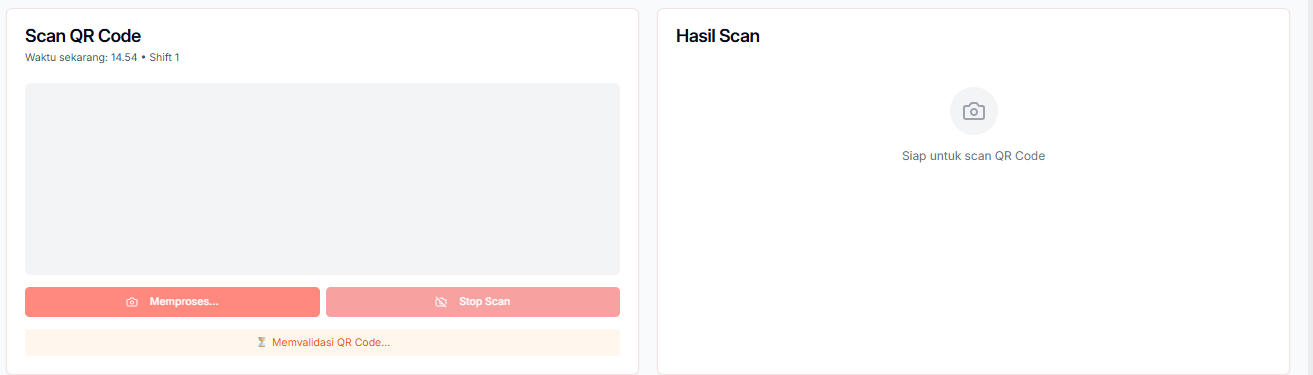 Scan QR Code
Waktu sekarang: 14.54 • Shift 1
Memproses...
Stop Scan
⏳ Memvalidasi QR Code...
Hasil Scan
Siap untuk scan QR Code